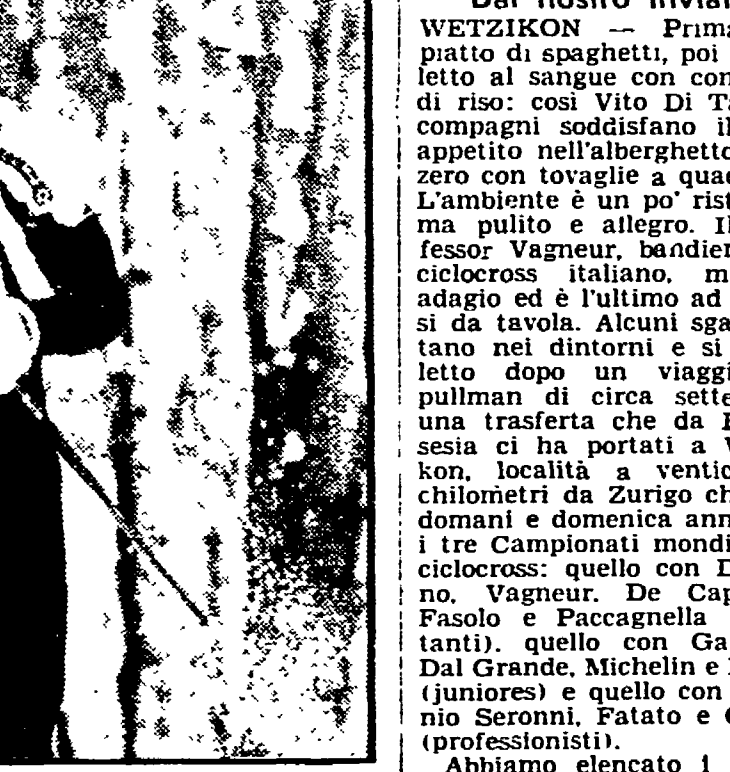 Dal nostro invia
WETZIKON — Prima
piatto di spaghetti, poi
letto al sangue con con
di riso: così Vito Di Ta
compagni soddisfano il
appetito nell'alberghetto
zero con tovaglie a quad
L'ambiente è un po' rist
ma pulito e allegro. Il
fessor Vagneur, bandier
ciclocross italiano, m
adagio ed è l'ultimo ad
si da tavola. Alcuni sga
tano nei dintorni e si
letto dopo un viaggi
pullman di circa sette
una trasferta che da B
sesia ci ha portati a W
kon, località a ventic
chilometri da Zurigo ch
domani e domenica ann
i tre Campionati mondi
ciclocross: quello con D
no, Vagneur. De Cap
Fasolo e Paccagnella
tanti). quello con Ga
Dal Grande, Michelin e
(juniores) e quello con
nio Seronni, Fatato e
(professionisti).
Abbiamo elencato i